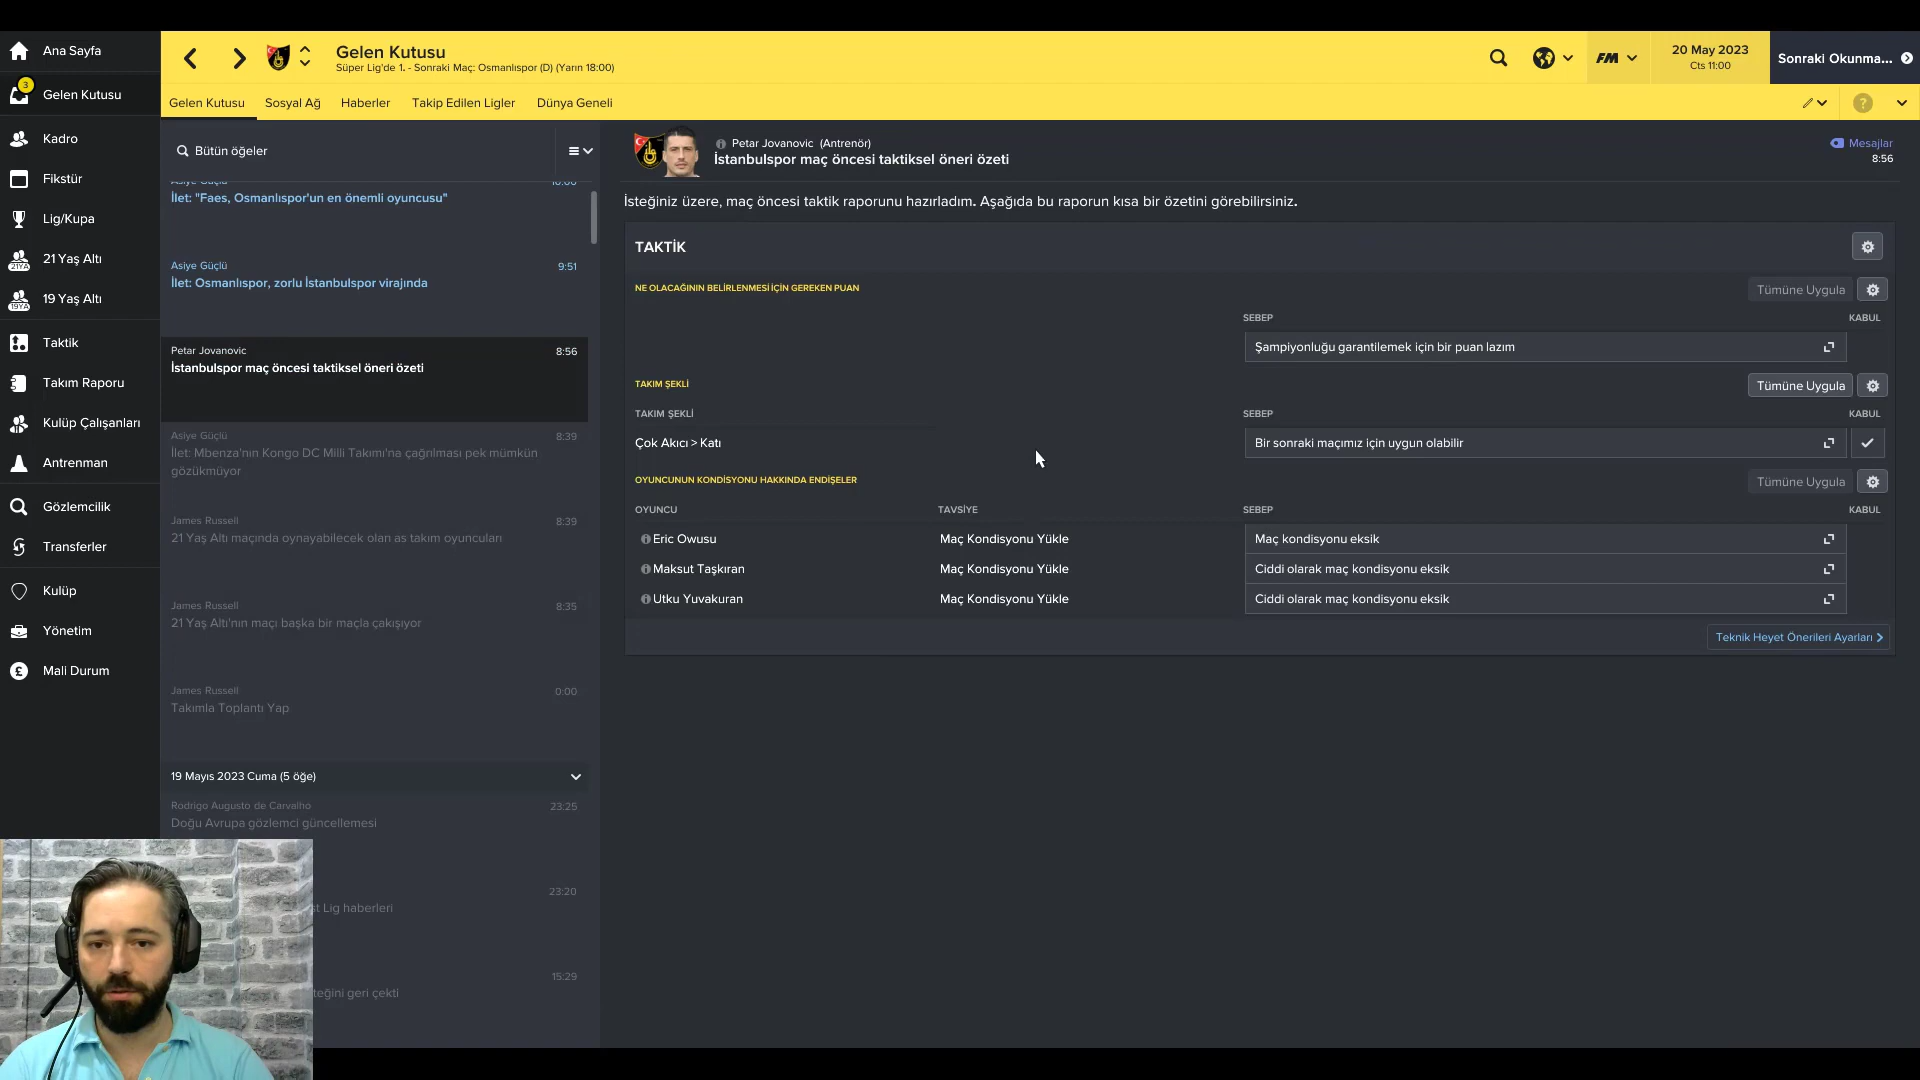 Ana Sayfa
3
Gelen Kutusu
Kadro
Fikstür
Lig/Kupa
21YA
21 Yaş Altı
19YA
19 Yaş Altı
Taktik
Takım Raporu
Kulüp Çalışanları
Antrenman
Gözlemcilik
Transferler
Kulüp
Yönetim
Mali Durum
Gelen Kutusu
Süper Lig'de 1. - Sonraki Maç: Osmanlıspor (D) (Yarın 18:00)
FM
20 May 2023
Cts 11:00
Sonraki Okunma...
Gelen Kutusu
Sosyal Ağ
Haberler
Takip Edilen Ligler
Dünya Geneli
?
Bütün öğeler
Asiye Güçlü
10:00
İlet: "Faes, Osmanlıspor'un en önemli oyuncusu"
Asiye Güçlü
9:51
İlet: Osmanlıspor, zorlu İstanbulspor virajında
Petar Jovanovic
8:56
İstanbulspor maç öncesi taktiksel öneri özeti
Asiye Güçlü
8:39
İlet: Mbenza'nın Kongo DC Milli Takımı'na çağrılması pek mümkün
gözükmüyor
James Russell
8:39
21 Yaş Altı maçında oynayabilecek olan as takım oyuncuları
James Russell
8:35
21 Yaş Altı'nın maçı başka bir maçla çakışıyor
James Russell
0:00
Takımla Toplantı Yap
19 Mayıs 2023 Cuma (5 öğe)
Rodrigo Augusto de Carvalho
23:25
Doğu Avrupa gözlemci güncellemesi
23:20
st Lig haberleri
15:29
teğini geri çekti
Petar Jovanovic (Antrenör)
İstanbulspor maç öncesi taktiksel öneri özeti
Mesajlar
8:56
İsteğiniz üzere, maç öncesi taktik raporunu hazırladım. Aşağıda bu raporun kısa bir özetini görebilirsiniz.
TAKTİK
NE OLACAĞININ BELİRLENMESİ İÇİN GEREKEN PUAN
Tümüne Uygula
SEBEP
KABUL
Şampiyonluğu garantilemek için bir puan lazım
TAKIM ŞEKLİ
Tümüne Uygula
TAKIM ŞEKLİ
SEBEP
KABUL
Çok Akıcı > Katı
Bir sonraki maçımız için uygun olabilir
OYUNCUNUN KONDİSYONU HAKKINDA ENDİŞELER
Tümüne Uygula
OYUNCU
TAVSİYE
SEBEP
KABUL
Eric Owusu
Maç Kondisyonu Yükle
Maç kondisyonu eksik
Maksut Taşkıran
Maç Kondisyonu Yükle
Ciddi olarak maç kondisyonu eksik
Utku Yuvakuran
Maç Kondisyonu Yükle
Ciddi olarak maç kondisyonu eksik
Teknik Heyet Önerileri Ayarları